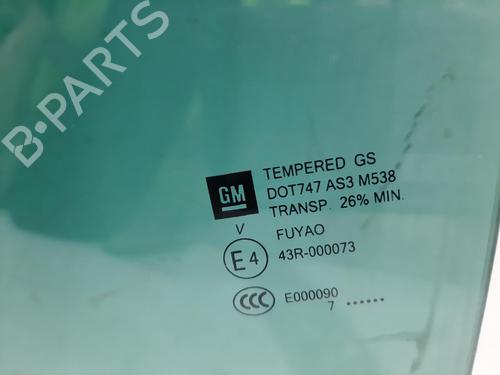 B-PARTS
TEMPERED GS
GM DOT747 AS3 M538
TRANSP. 26% MIN.
V FUYAO
E4 43R-000073
CCC E000090
7 ......